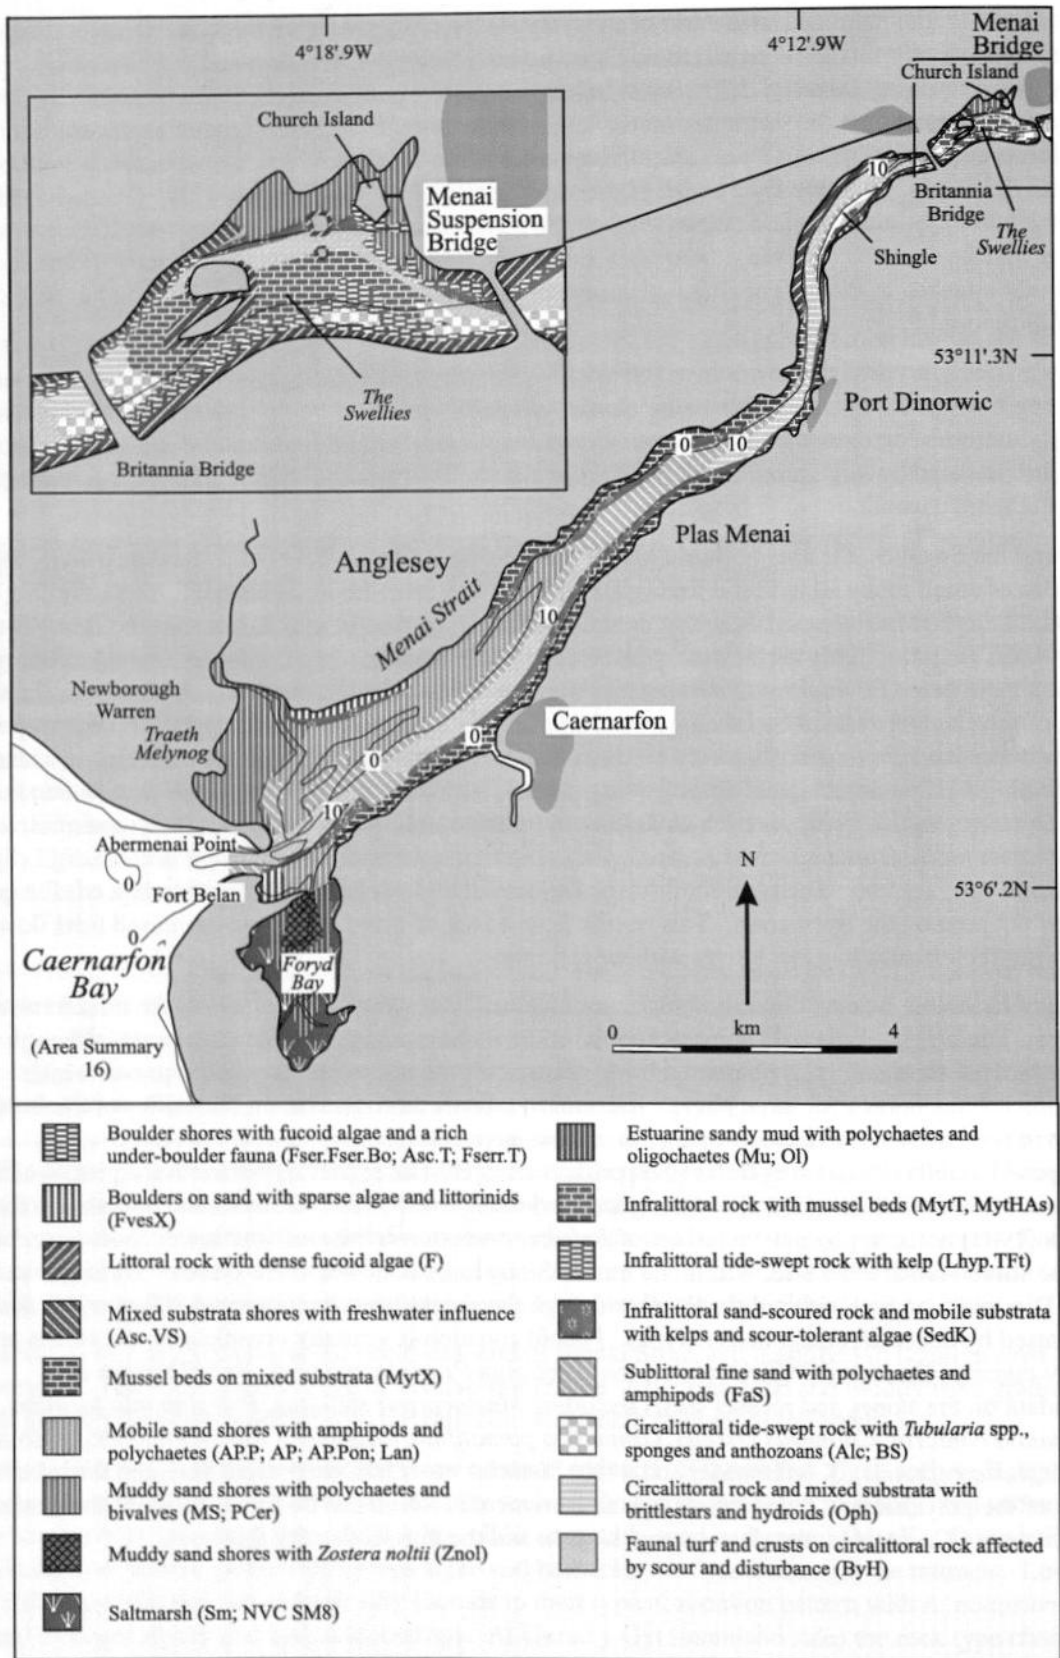 4°18'.9W
4°12'.9W
Menai
Bridge
Church Island
10
Britannia
Bridge
The
Swellies
Shingle
Church Island
Menai
Suspension
Bridge
The
Swellies
Britannia Bridge
53°11'.3N
Port Dinorwic
0
10
Plas Menai
Anglesey
Menai Strait
10
Newborough
Warren
Traeth
Melynog
Caernarfon
0
0
10
Abermenai Point
0
Fort Belan
0
N
53°6'.2N
Caernarfon
Bay
Foryd
Bay
(Area Summary
16)
0
km
4
Boulder shores with fucoid algae and a rich
under-boulder fauna (Fser.Fser.Bo; Asc.T; Fserr.T)
Boulders on sand with sparse algae and littorinids
(FvesX)
Littoral rock with dense fucoid algae (F)
Mixed substrata shores with freshwater influence
(Asc.VS)
Mussel beds on mixed substrata (MytX)
Mobile sand shores with amphipods and
polychaetes (AP.P; AP; AP.Pon; Lan)
Muddy sand shores with polychaetes and
bivalves (MS; PCer)
Muddy sand shores with Zostera noltii (Znol)
Saltmarsh (Sm; NVC SM8)
Estuarine sandy mud with polychaetes and
oligochaetes (Mu; Ol)
Infralittoral rock with mussel beds (MytT, MytHAs)
Infralittoral tide-swept rock with kelp (Lhyp.TFt)
Infralittoral sand-scoured rock and mobile substrata
with kelps and scour-tolerant algae (SedK)
Sublittoral fine sand with polychaetes and
amphipods (FaS)
Circalittoral tide-swept rock with Tubularia spp.,
sponges and anthozoans (Alc; BS)
Circalittoral rock and mixed substrata with
brittlestars and hydroids (Oph)
Faunal turf and crusts on circalittoral rock affected
by scour and disturbance (ByH)